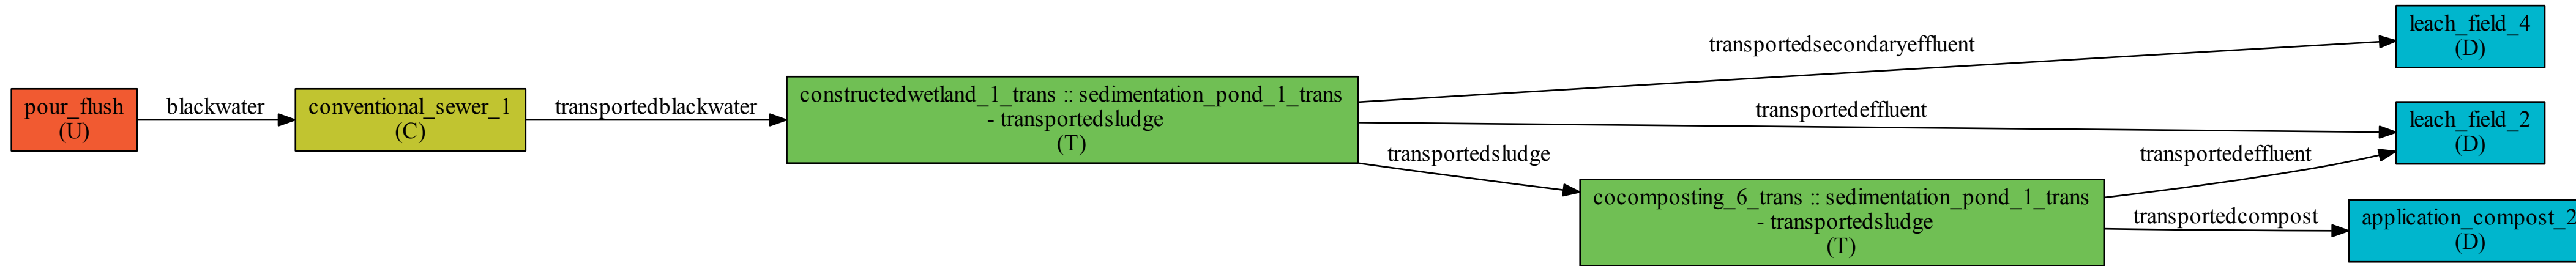 pour_flush
(U)
blackwater
conventional_sewer_1
(C)
transportedblackwater
constructedwetland_1_trans :: sedimentation_pond_1_trans
- transportedsludge
(T)
transportedsecondaryeffluent
transportedeffluent
transportedsludge
cocomposting_6_trans :: sedimentation_pond_1_trans
- transportedsludge
(T)
transportedeffluent
transportedcompost
leach_field_4
(D)
leach_field_2
(D)
application_compost_2
(D)